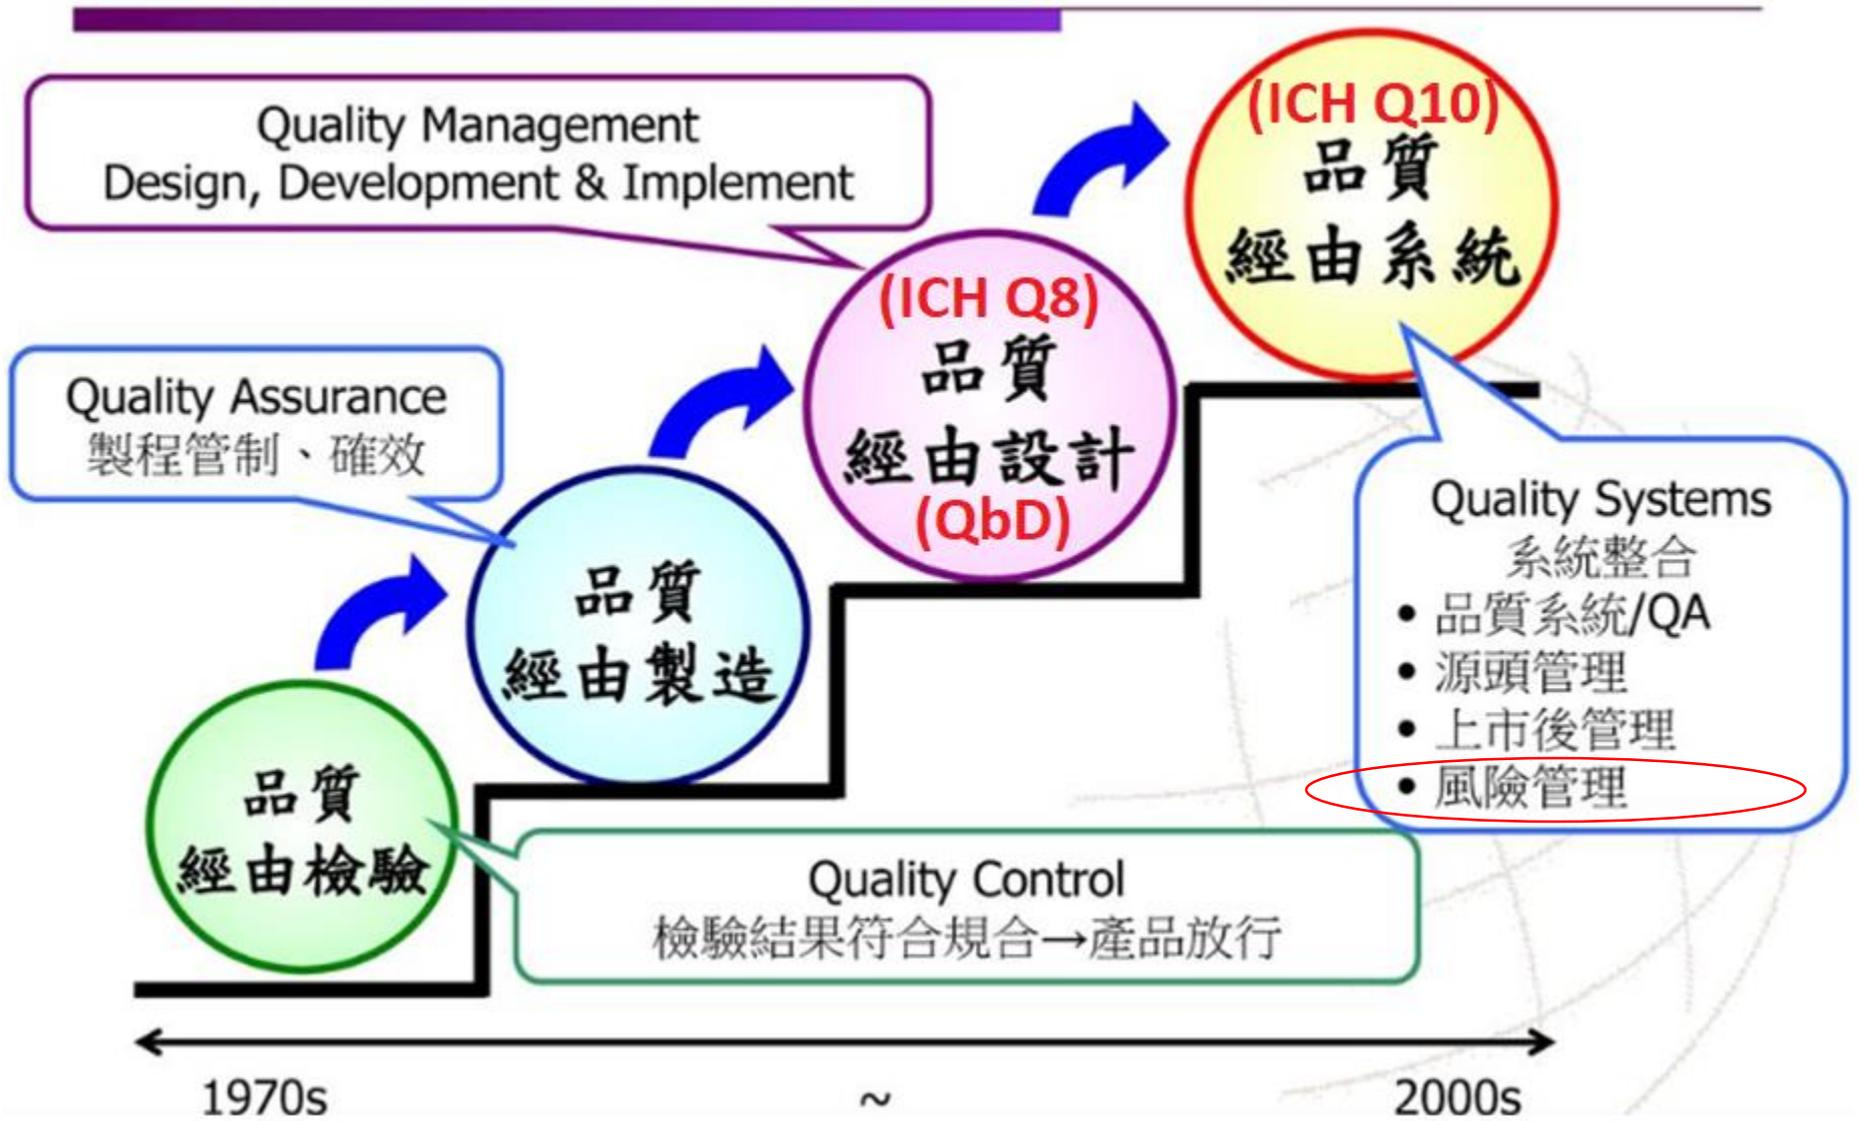 Quality Management
Design, Development & Implement
(ICH Q10)
品質
經由系統
(ICH Q8)
品質
經由設計
(QbD)
Quality Assurance
製程管制、確效
品質
經由製造
Quality Systems
系統整合
• 品質系統/QA
• 源頭管理
• 上市後管理
• 風險管理
品質
經由檢驗
Quality Control
檢驗結果符合規合→產品放行
1970s
~
2000s